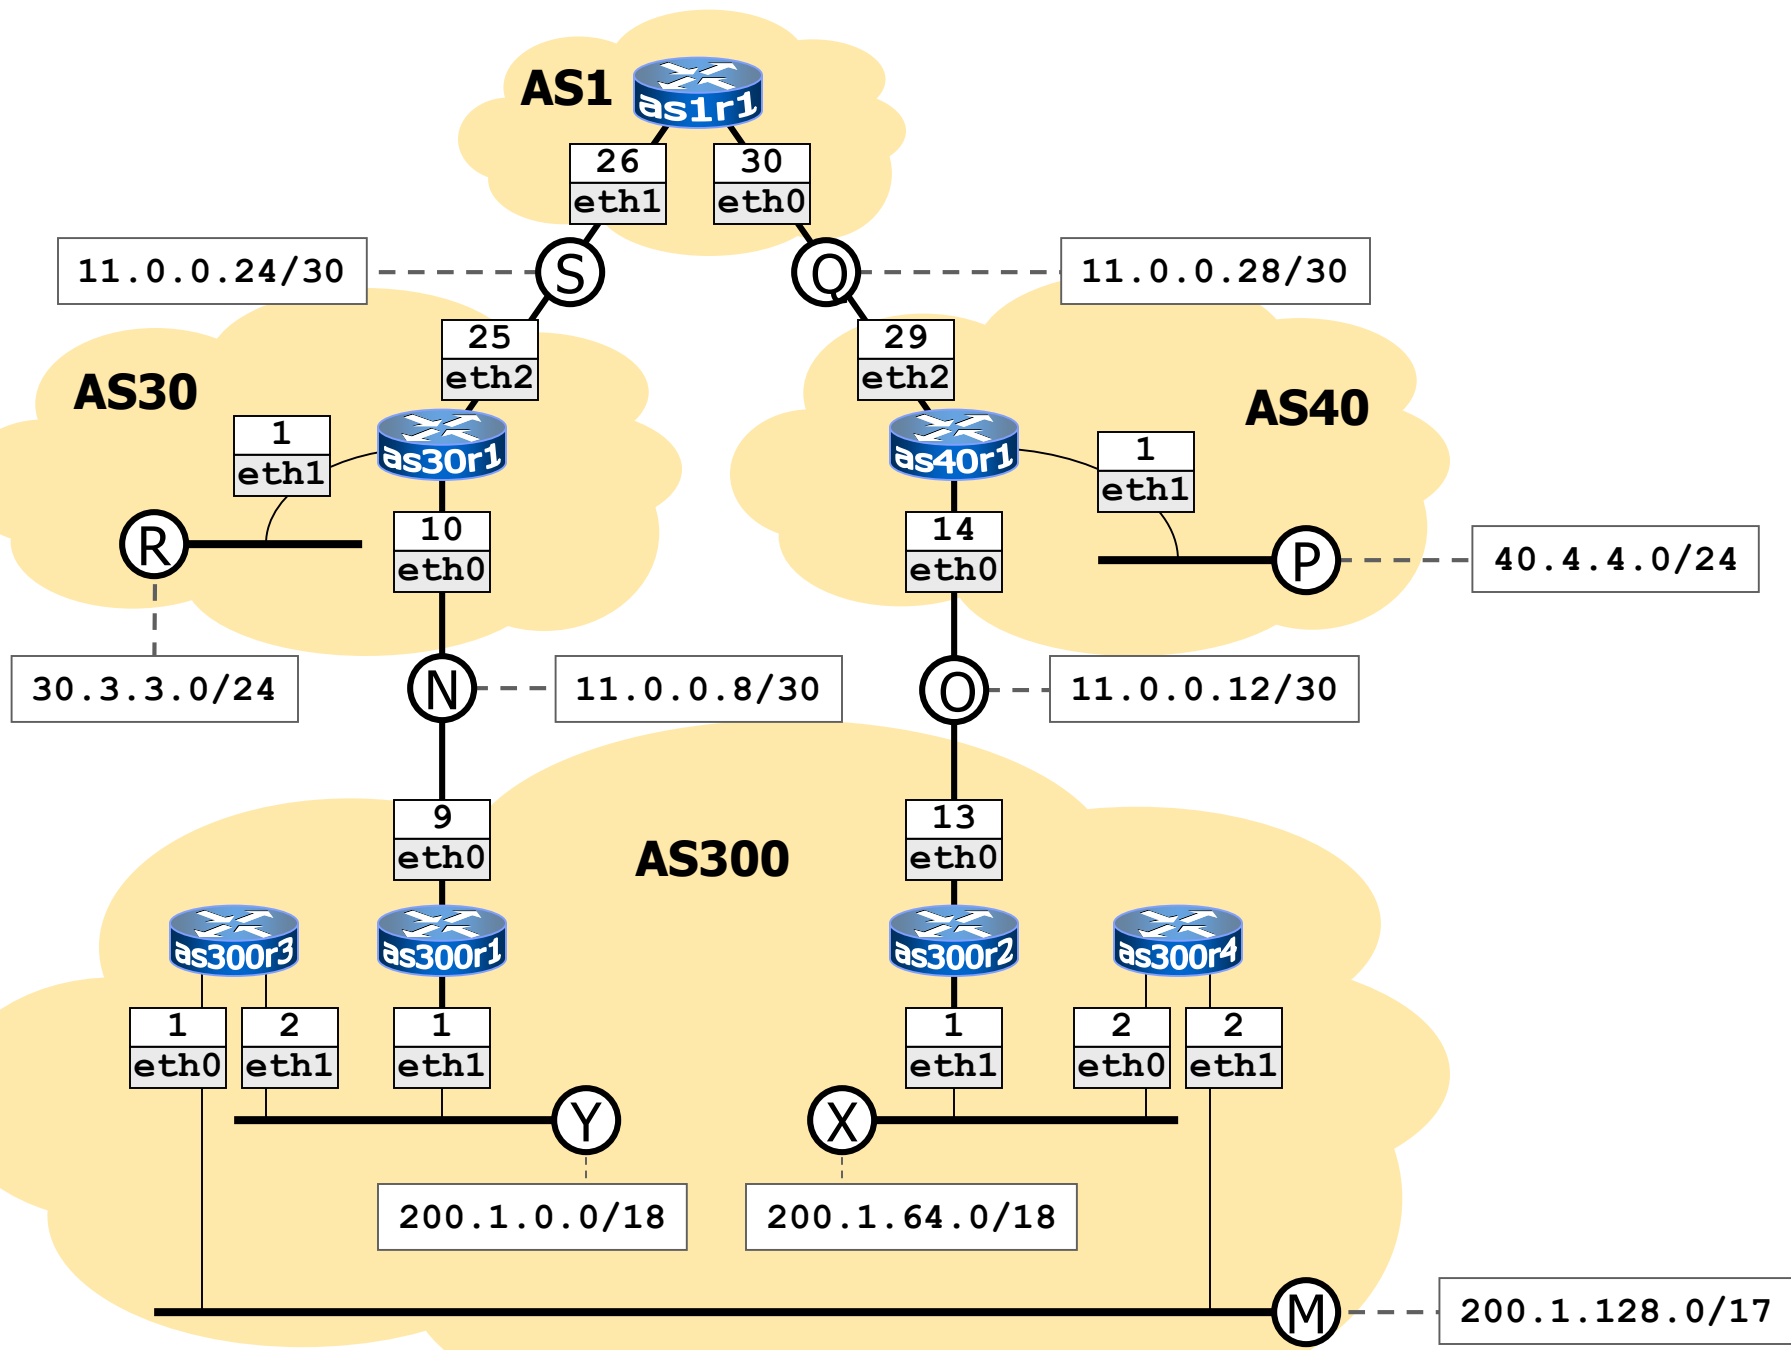 AS1
as1r1
26
eth1
30
eth0
11.0.0.24/30
S
Q
11.0.0.28/30
25
eth2
29
eth2
AS30
AS40
1
eth1
as30r1
as40r1
1
eth1
R
10
eth0
14
eth0
P
40.4.4.0/24
30.3.3.0/24
N
11.0.0.8/30
O
11.0.0.12/30
9
eth0
AS300
13
eth0
as300r3
as300r1
as300r2
as300r4
1
eth0
2
eth1
1
eth1
1
eth1
2
eth0
2
eth1
Y
X
200.1.0.0/18
200.1.64.0/18
M
200.1.128.0/17